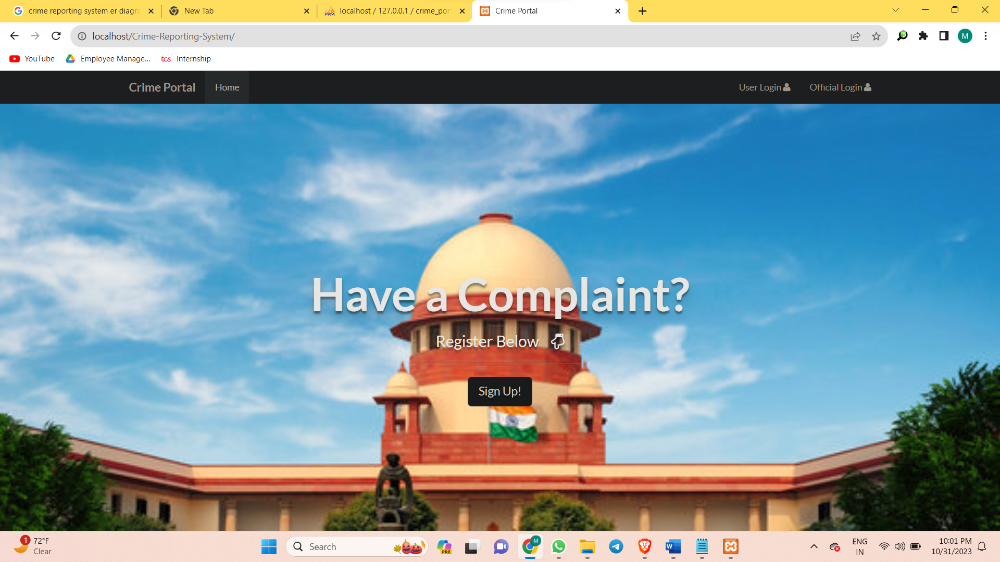 crime reporting system er diagra
New Tab
localhost / 127.0.0.1 / crime_por
Crime Portal
localhost/Crime-Reporting-System/
M
YouTube
Employee Manage...
tcs Internship
Crime Portal
Home
User Login
Official Login
Have a Complaint?
Register Below
Sign Up!
1
72°F
Clear
Search
PRE
M
W
ENG
IN
10:01 PM
10/31/2023